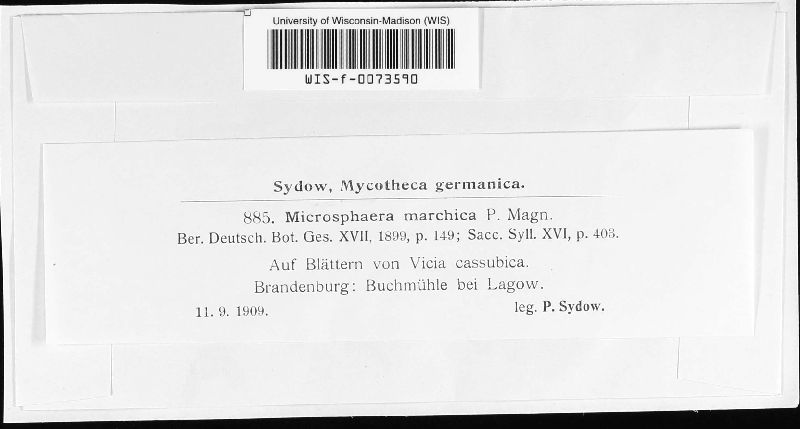 University of Wisconsin-Madison (WIS)
WIS-f-0073590
Sydow, Mycotheca germanica.
885. Microsphaera marchica P. Magn.
Ber. Deutsch. Bot. Ges. XVII, 1899, p. 149; Sacc. Syll. XVI, p. 403.
Auf Blättern von Vicia cassubica.
Brandenburg: Buchmühle bei Lagow.
11. 9. 1909. leg. P. Sydow.